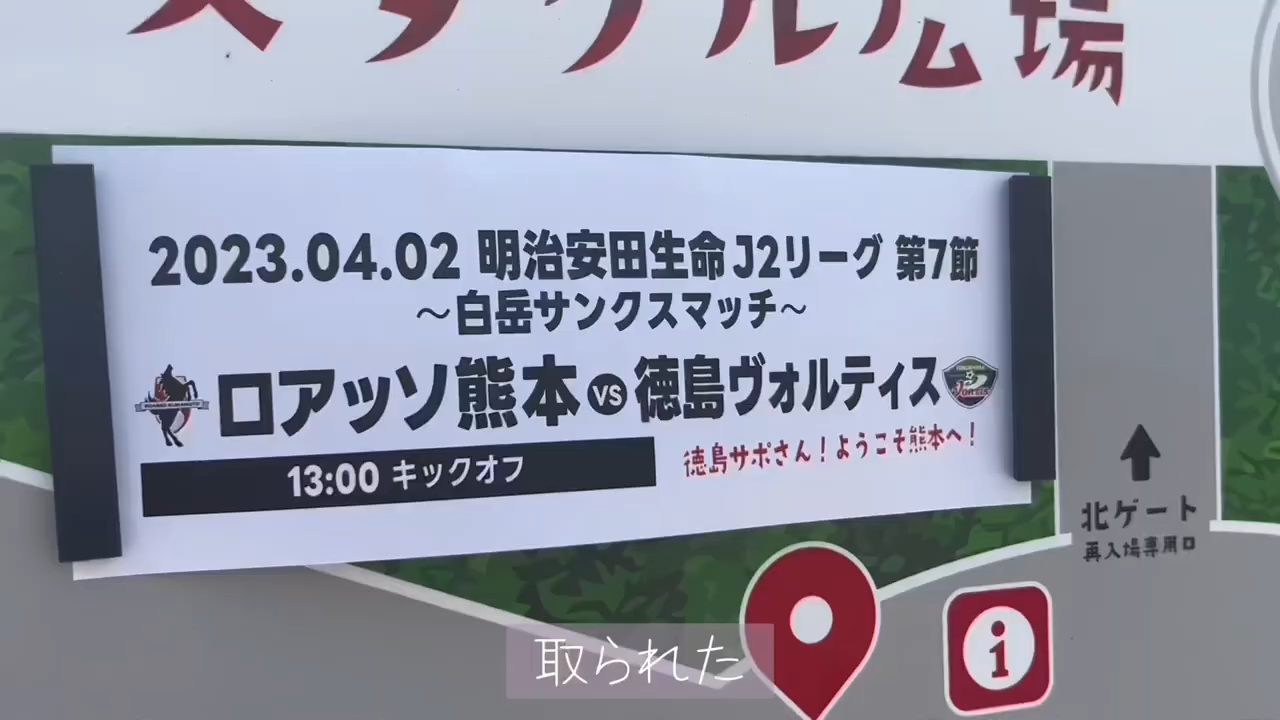 広場
2023.04.02 明治安田生命J2リーグ 第7節
～白岳サンクスマッチ～
ロアッソ熊本 VS 徳島ヴォルティス
13:00 キックオフ
徳島サポさん！ようこそ熊本へ！
北ゲート
再入場専用口
i
取られた